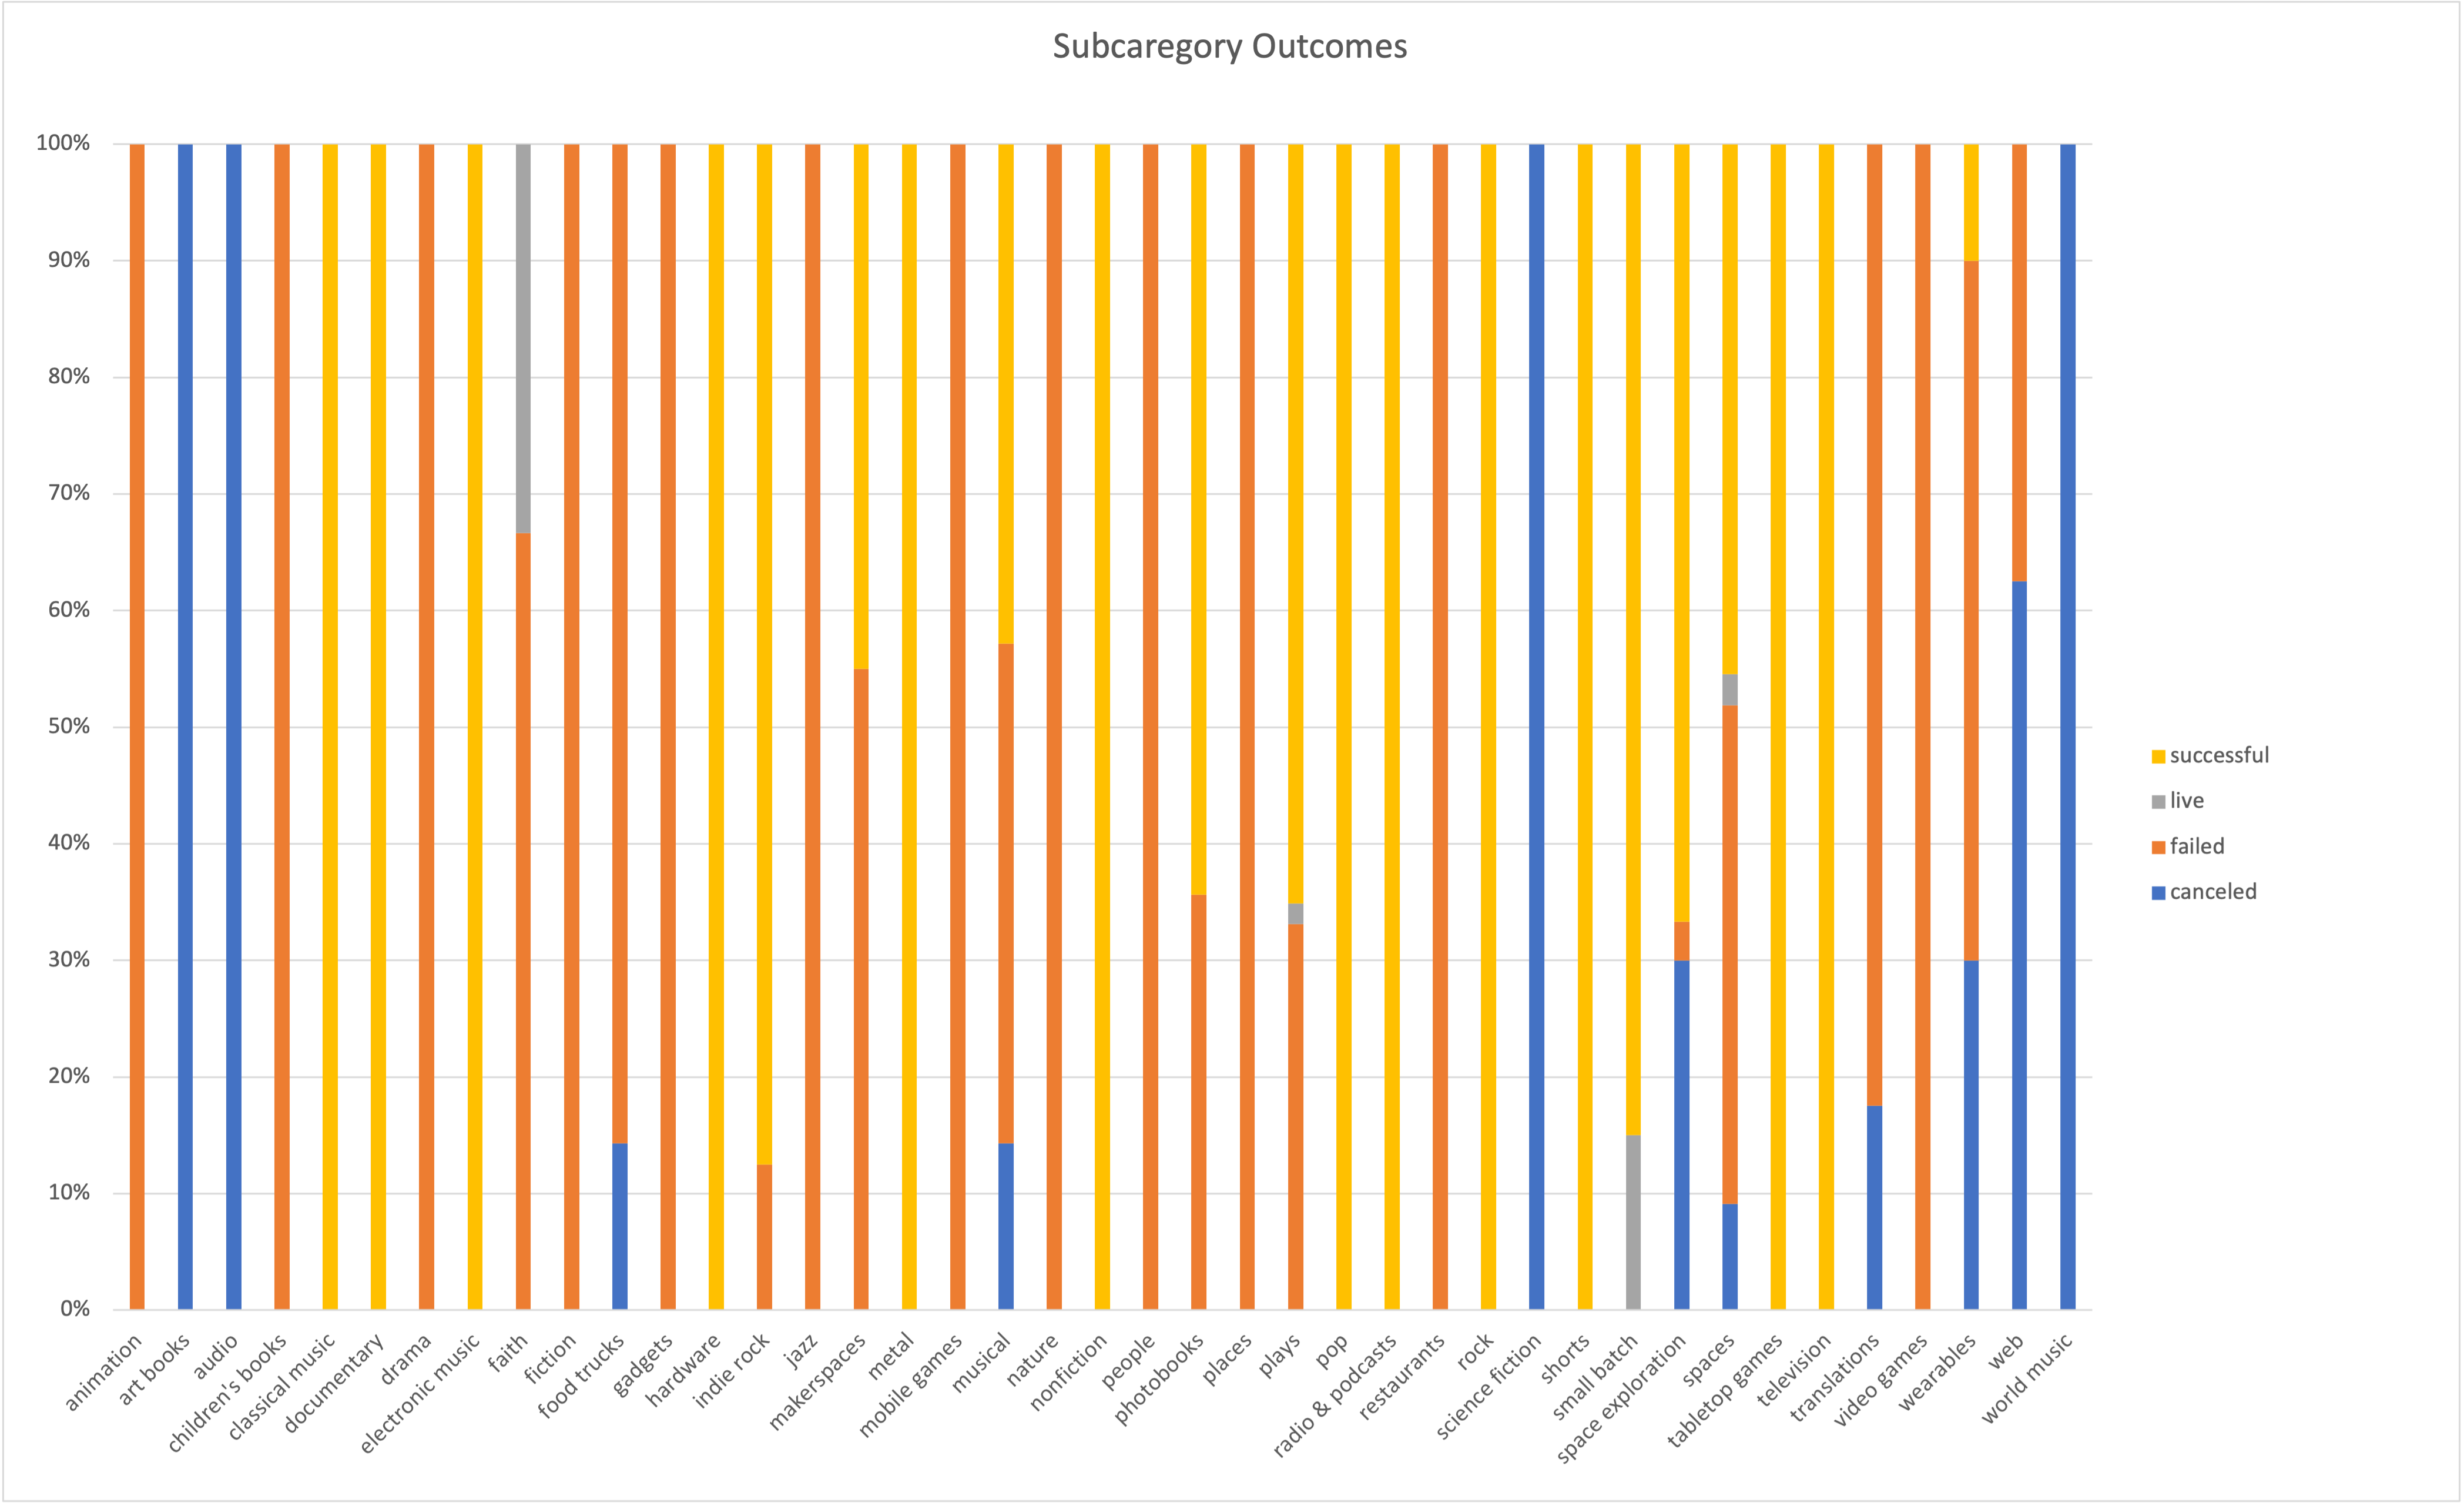 Subcaregory Outcomes
100%
90%
80%
70%
60%
50%
40%
30%
20%
10%
0%
successful
live
failed
canceled
animation
art books
audio
children's books
classical music
documentary
drama
electronic music
faith
fiction
food trucks
gadgets
hardware
indie rock
jazz
makerspaces
metal
mobile games
musical
nature
nonfiction
people
photobooks
places
plays
pop
radio & podcasts
restaurants
rock
science fiction
shorts
small batch
space exploration
spaces
tabletop games
television
translations
video games
wearables
web
world music